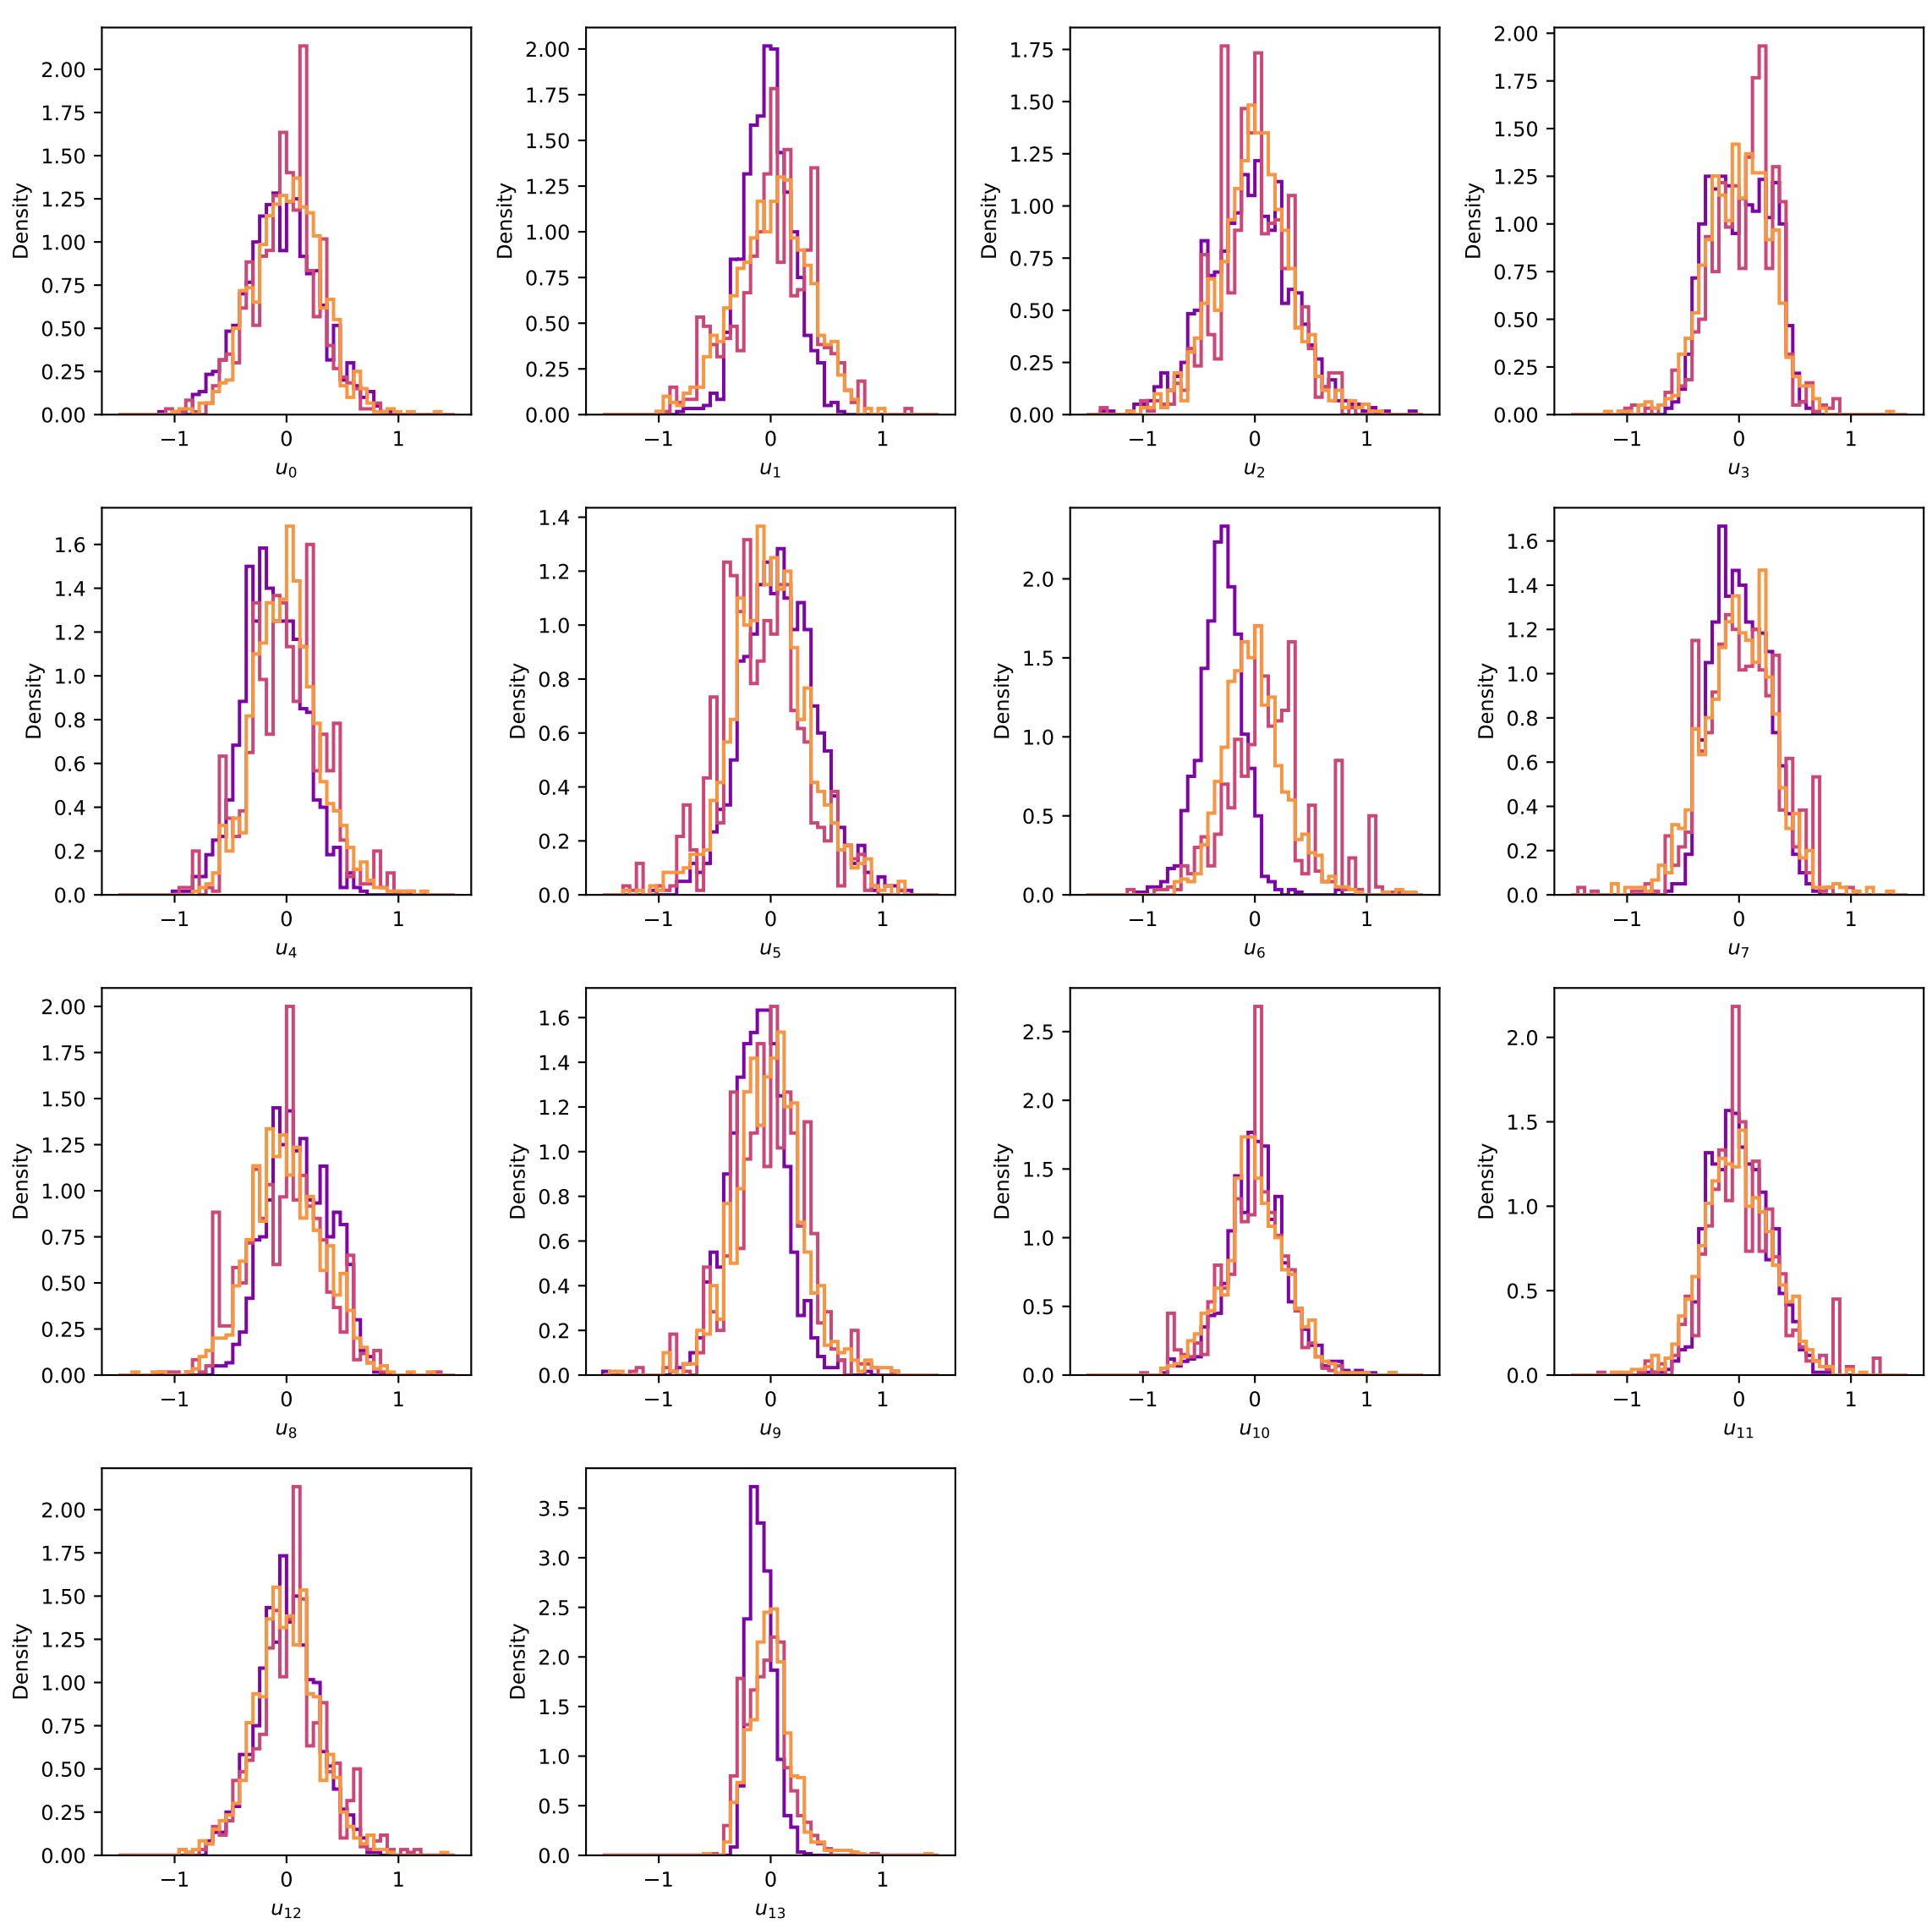 Density
2.00
1.75
1.50
1.25
1.00
0.75
0.50
0.25
0.00
−1 0 1
u₀
Density
2.00
1.75
1.50
1.25
1.00
0.75
0.50
0.25
0.00
−1 0 1
u₁
Density
1.75
1.50
1.25
1.00
0.75
0.50
0.25
0.00
−1 0 1
u₂
Density
2.00
1.75
1.50
1.25
1.00
0.75
0.50
0.25
0.00
−1 0 1
u₃
Density
1.6
1.4
1.2
1.0
0.8
0.6
0.4
0.2
0.0
−1 0 1
u₄
Density
1.4
1.2
1.0
0.8
0.6
0.4
0.2
0.0
−1 0 1
u₅
Density
2.0
1.5
1.0
0.5
0.0
−1 0 1
u₆
Density
1.6
1.4
1.2
1.0
0.8
0.6
0.4
0.2
0.0
−1 0 1
u₇
Density
2.00
1.75
1.50
1.25
1.00
0.75
0.50
0.25
0.00
−1 0 1
u₈
Density
1.6
1.4
1.2
1.0
0.8
0.6
0.4
0.2
0.0
−1 0 1
u₉
Density
2.5
2.0
1.5
1.0
0.5
0.0
−1 0 1
u₁₀
Density
2.0
1.5
1.0
0.5
0.0
−1 0 1
u₁₁
Density
2.00
1.75
1.50
1.25
1.00
0.75
0.50
0.25
0.00
−1 0 1
u₁₂
Density
3.5
3.0
2.5
2.0
1.5
1.0
0.5
0.0
−1 0 1
u₁₃